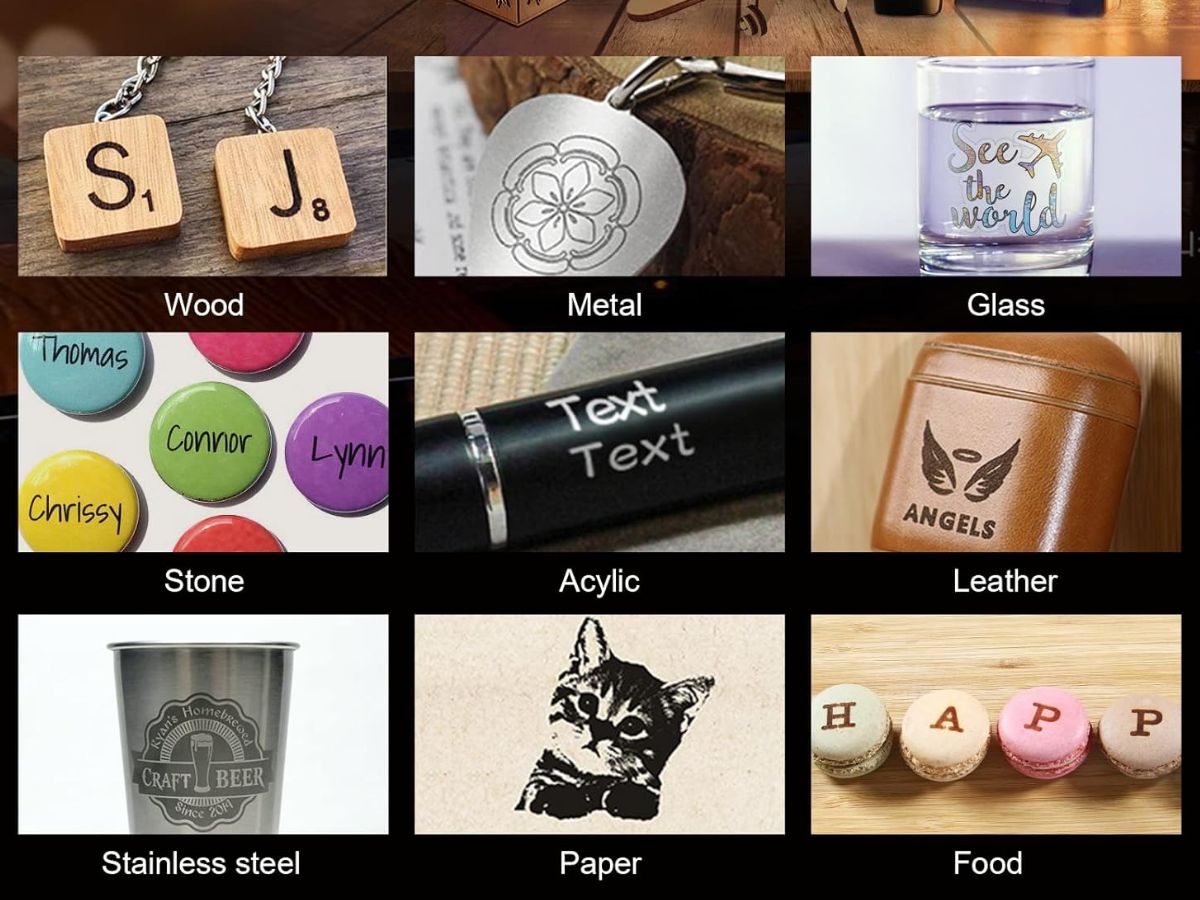 S1
J8
See
the
world
Wood
Metal
Glass
Thomas
Connor
Lynn
Chrissy
Text
Text
ANGELS
Stone
Acylic
Leather
Ryan's Homebrewed
CRAFT BEER
Since 2014
H A P P
Stainless steel
Paper
Food